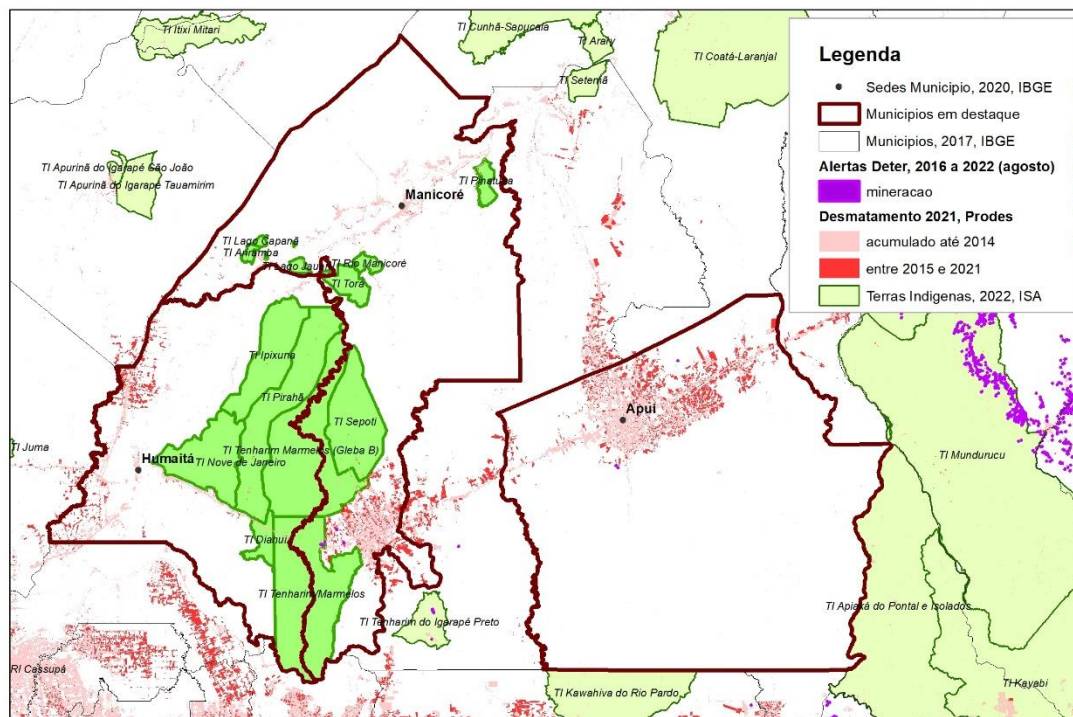 TI Itixi Mitari
TI Cunhã-Sapucaia
TI Arary
TI Coatá-Laranjal
TI Setemã
TI Apurinã do Igarapé São João
TI Apurinã do Igarapé Tauamirim
TI Pinatuba
Manicoré
TI Lago Capanã
TI Ariramba
TI Lago Jauari
TI Rio Manicoré
TI Torá
TI Ipixuna
TI Pirahã
TI Sepoti
Apui
TI Juma
Humaitá
TI Tenharim Marmelos (Gleba B)
TI Nove de Janeiro
TI Mundurucu
TI Diahui
TI Tenharim/Marmelos
TI Tenharim do Igarapé Preto
TI Apiaká do Pontal e Isolados
RI Cassupá
TI Kawahiva do Rio Pardo
TI Kayabi
Legenda
Sedes Municipio, 2020, IBGE
Municipios em destaque
Municipios, 2017, IBGE
Alertas Deter, 2016 a 2022 (agosto)
mineracao
Desmatamento 2021, Prodes
acumulado até 2014
entre 2015 e 2021
Terras Indigenas, 2022, ISA